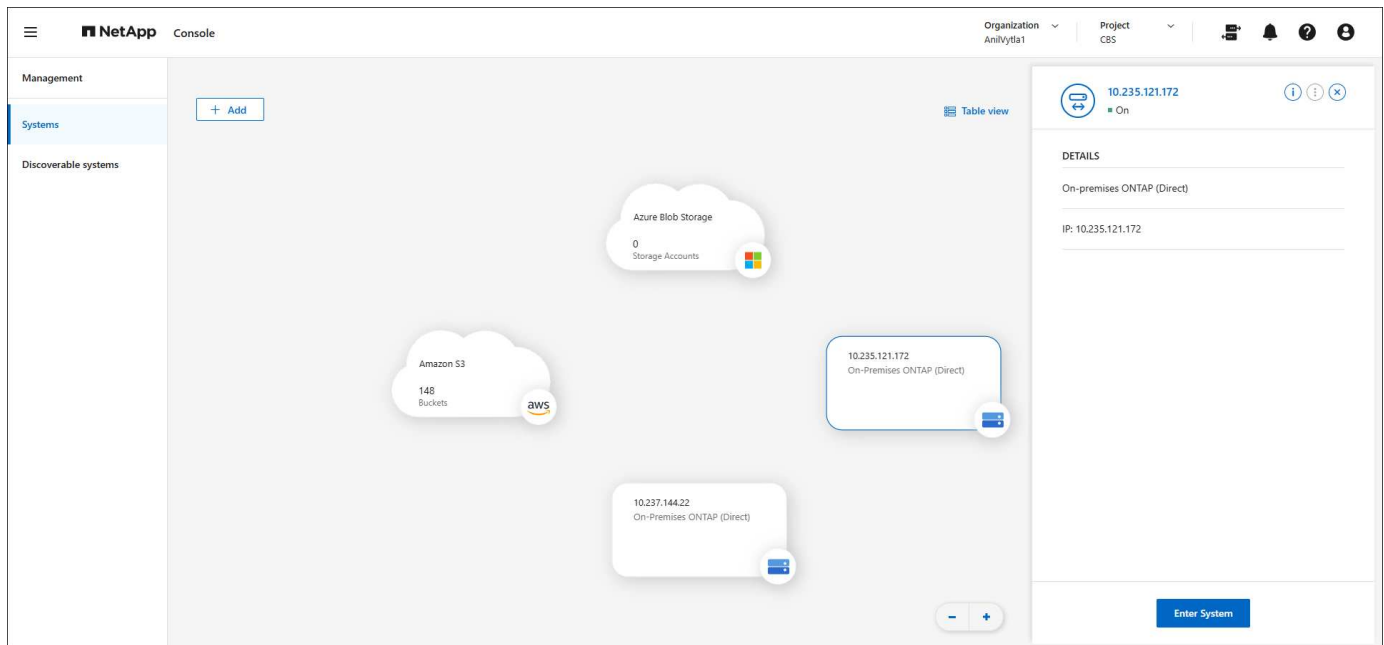 NetApp Console
Organization
AnilVytla1
Project
CBS
Management
Systems
Discoverable systems
+ Add
Table view
Azure Blob Storage
0
Storage Accounts
Amazon S3
148
Buckets
aws
10.235.121.172
On-Premises ONTAP (Direct)
10.237.144.22
On-Premises ONTAP (Direct)
- +
10.235.121.172
On
DETAILS
On-premises ONTAP (Direct)
IP: 10.235.121.172
Enter System